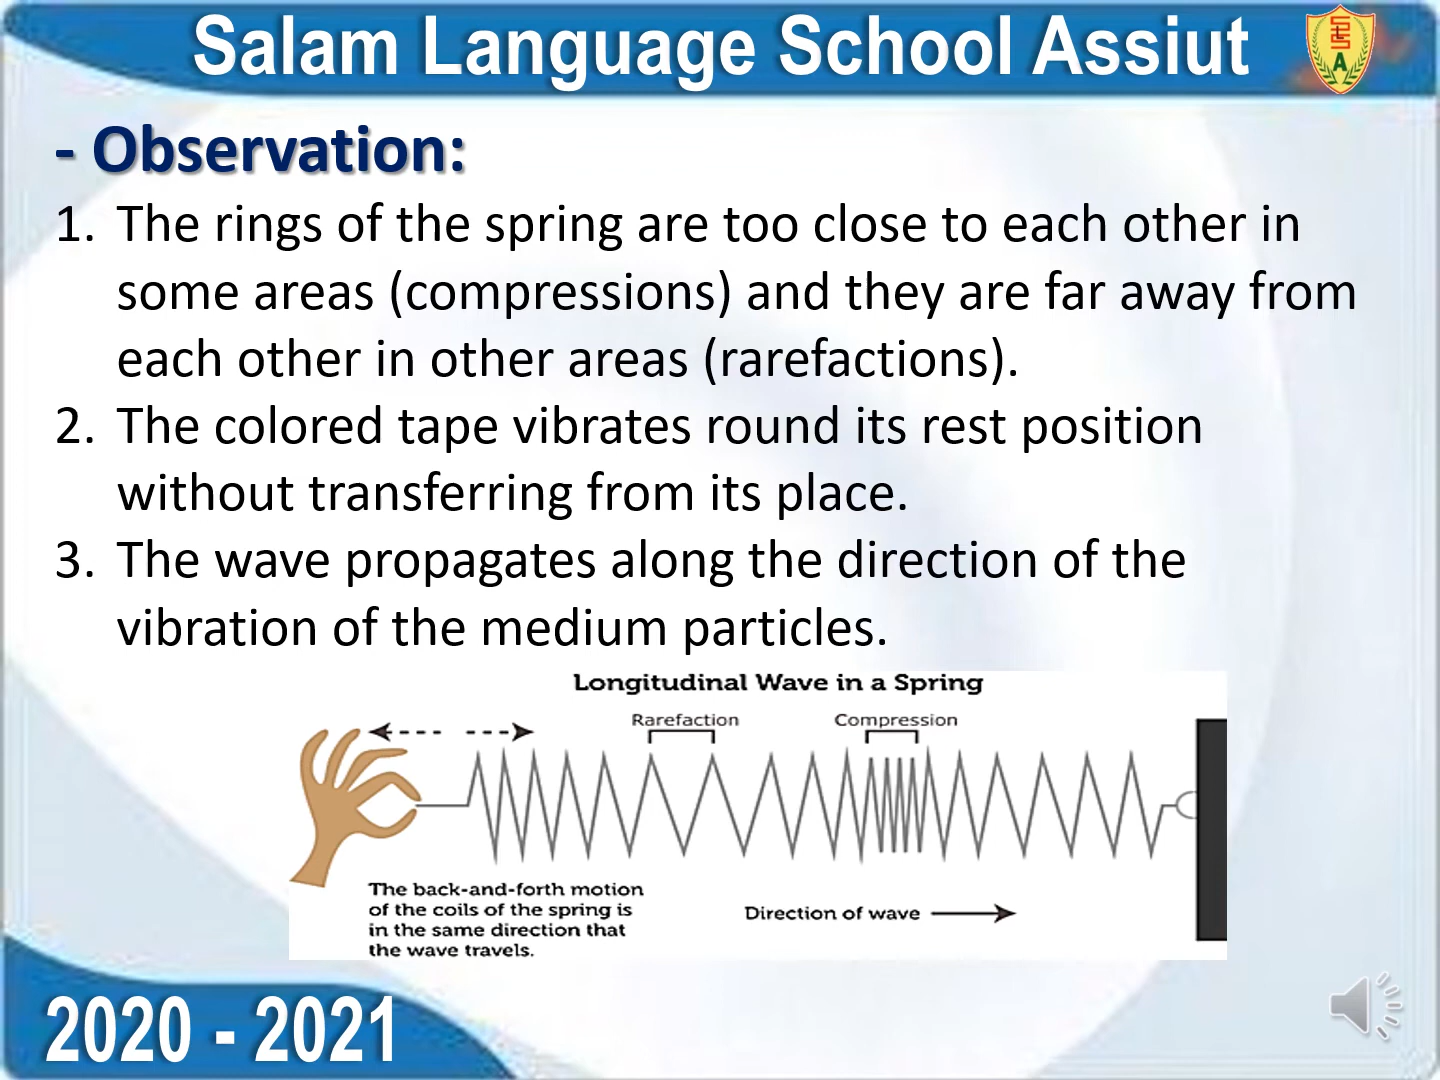 Salam Language School Assiut
S
L
S
A
- Observation:
1. The rings of the spring are too close to each other in
some areas (compressions) and they are far away from
each other in other areas (rarefactions).
2. The colored tape vibrates round its rest position
without transferring from its place.
3. The wave propagates along the direction of the
vibration of the medium particles.
Longitudinal Wave in a Spring
Rarefaction
Compression
The back-and-forth motion
of the coils of the spring is
in the same direction that
the wave travels.
Direction of wave
2020 - 2021